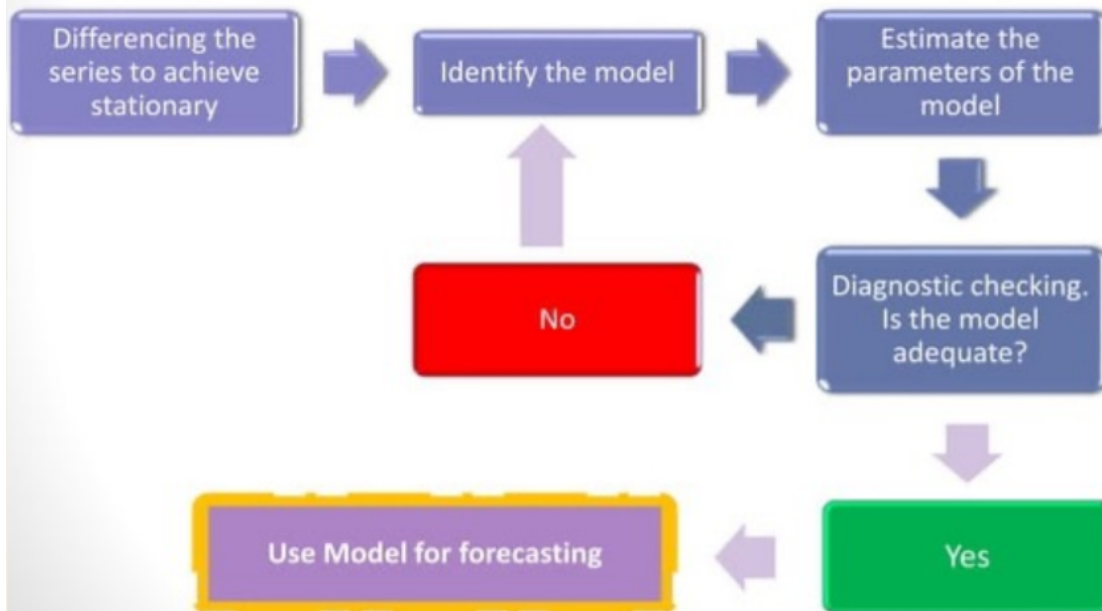 Differencing the
series to achieve
stationary
Identify the model
Estimate the
parameters of the
model
No
Diagnostic checking.
Is the model
adequate?
Use Model for forecasting
Yes